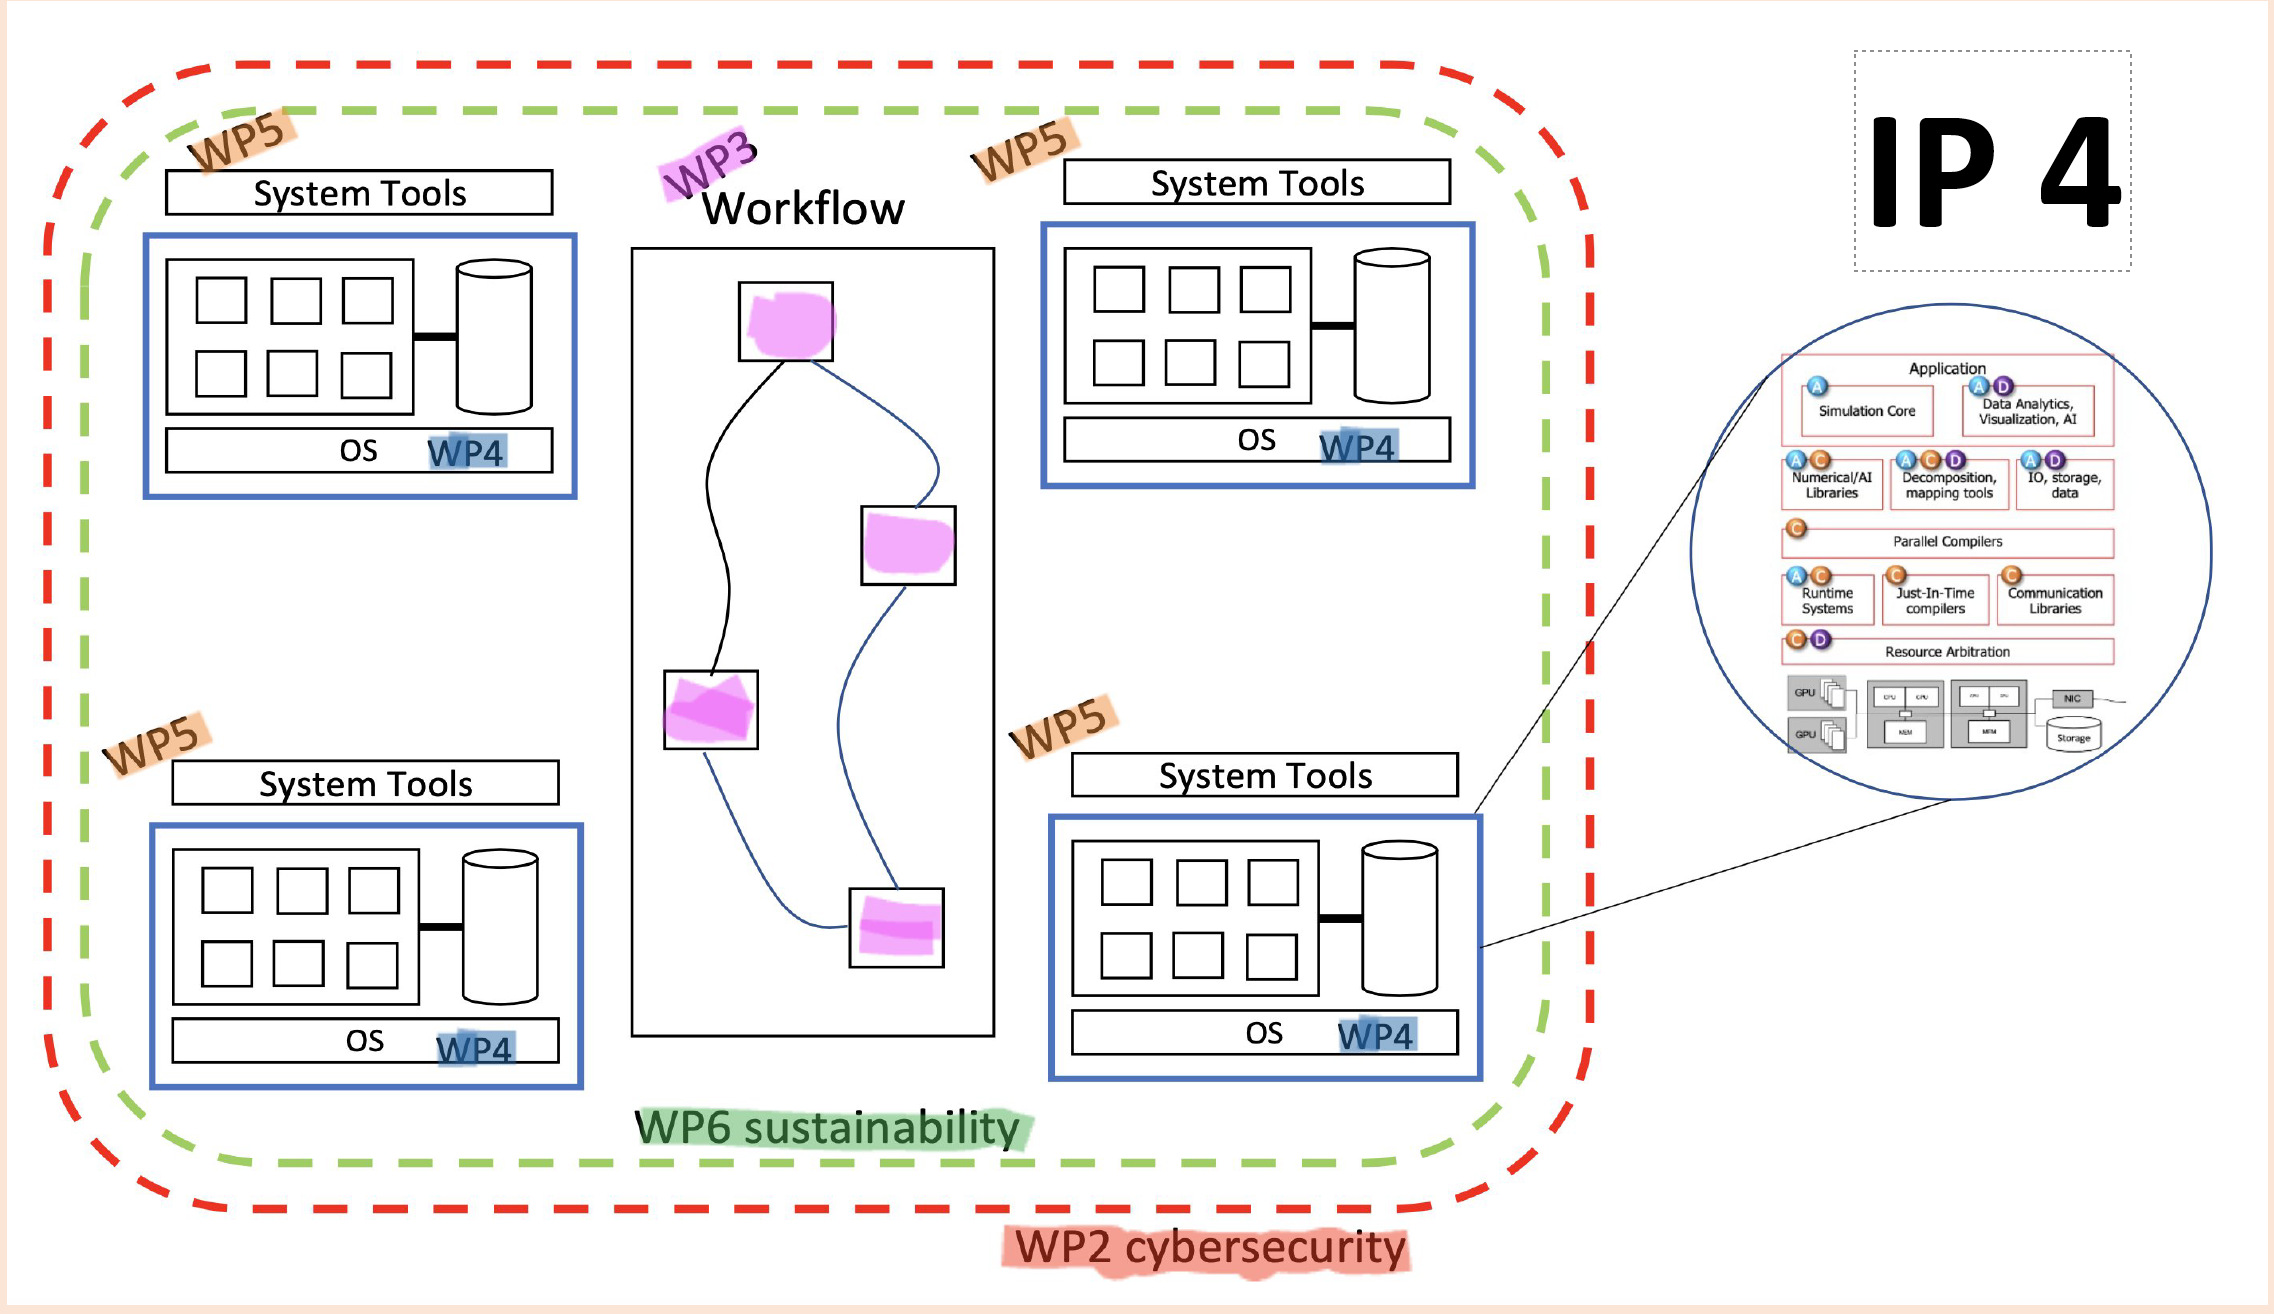 IP 4
WP5
System Tools
OS
WP4
WP3
Workflow
WP5
System Tools
OS
WP4
WP5
System Tools
OS
WP4
WP5
System Tools
OS
WP4
WP6 sustainability
WP2 cybersecurity
Application
A
Simulation Core
A D
Data Analytics,
Visualization, AI
A C
Numerical/AI
Libraries
A C D
Decomposition,
mapping tools
A D
IO, storage,
data
C
Parallel Compilers
A C
Runtime
Systems
C
Just-In-Time
compilers
C
Communication
Libraries
C D
Resource Arbitration
GPU
GPU
CPU CPU
MEM
MEM
NIC
Storage